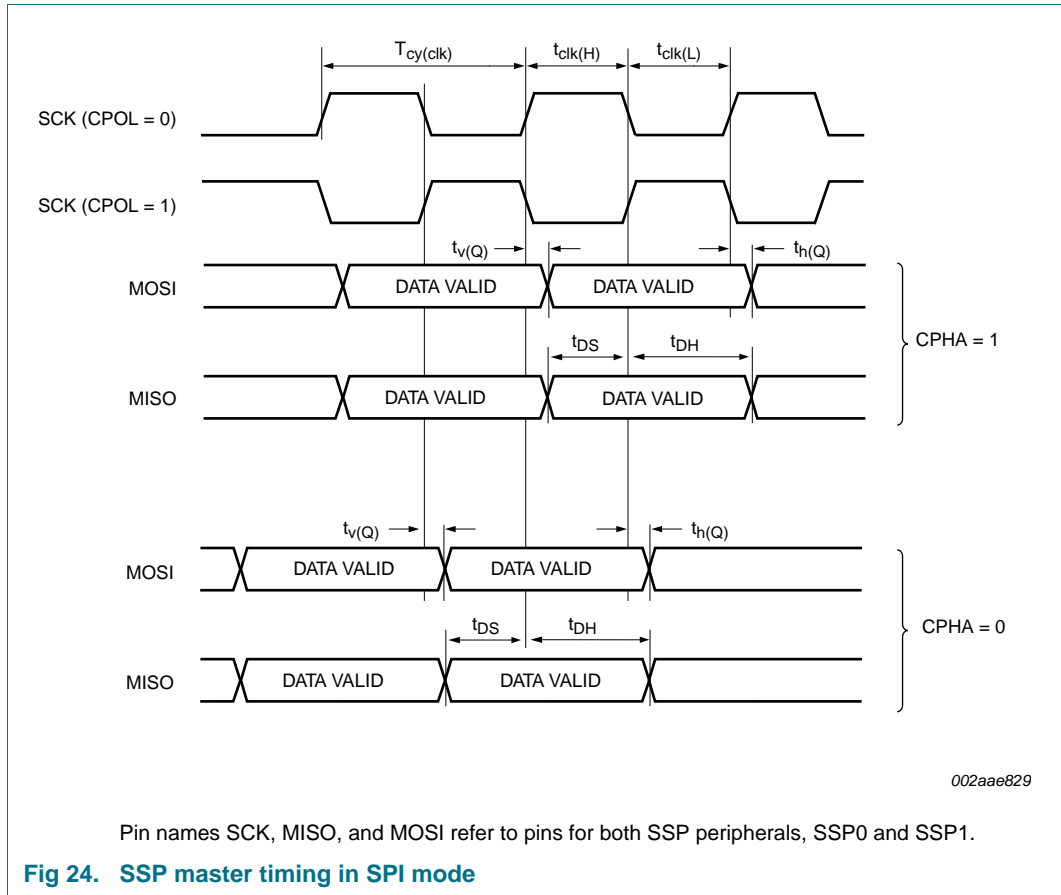 Tcy(clk) tclk(H) tclk(L)
SCK (CPOL = 0)
SCK (CPOL = 1)
tv(Q) th(Q)
MOSI DATA VALID DATA VALID
CPHA = 1
tDS tDH
MISO DATA VALID DATA VALID
tv(Q) th(Q)
MOSI DATA VALID DATA VALID
CPHA = 0
tDS tDH
MISO DATA VALID DATA VALID
002aae829
Pin names SCK, MISO, and MOSI refer to pins for both SSP peripherals, SSP0 and SSP1.
Fig 24. SSP master timing in SPI mode